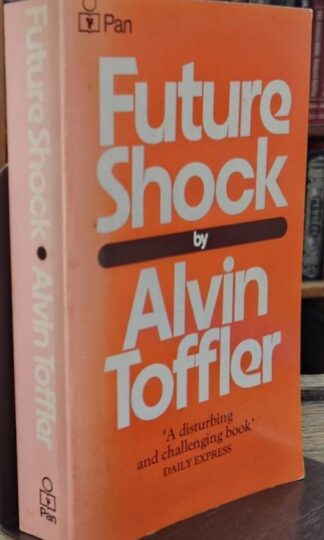 Pan
Future
Shock
by
Alvin
Toffler
‘A disturbing
and challenging book’
DAILY EXPRESS
Future Shock • Alvin Toffler
Pan